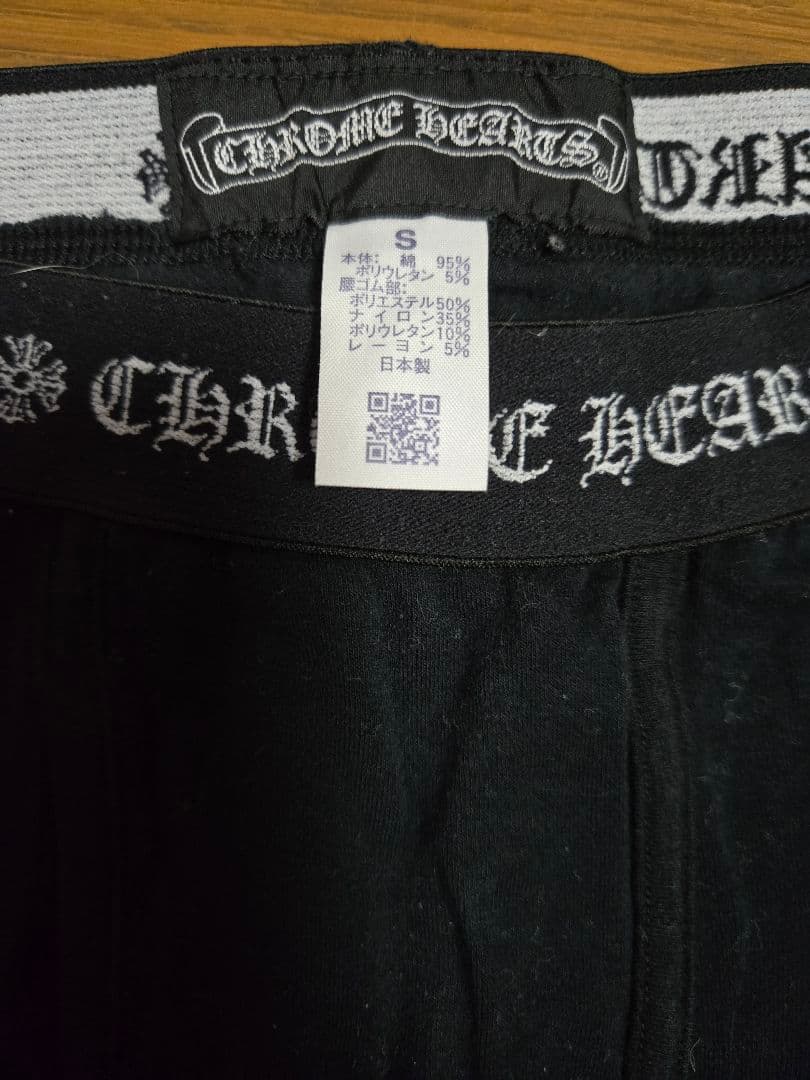 CHROME HEARTS®
S
本体: 綿 95%
ポリウレタン 5%
腰ゴム部:
ポリエステル50%
ナイロン35%
ポリウレタン10%
レーヨン 5%
日本製
CHR E HEAR